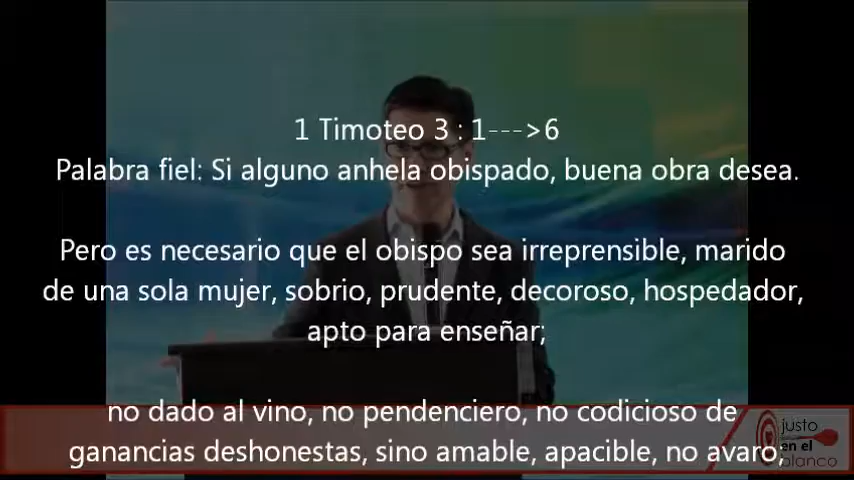 1 Timoteo 3 : 1--->6
Palabra fiel: Si alguno anhela obispado, buena obra desea.
Pero es necesario que el obispo sea irreprensible, marido
de una sola mujer, sobrio, prudente, decoroso, hospedador,
apto para enseñar;
no dado al vino, no pendenciero, no codicioso de
ganancias deshonestas, sino amable, apacible, no avaro;
justo
en el
blanco